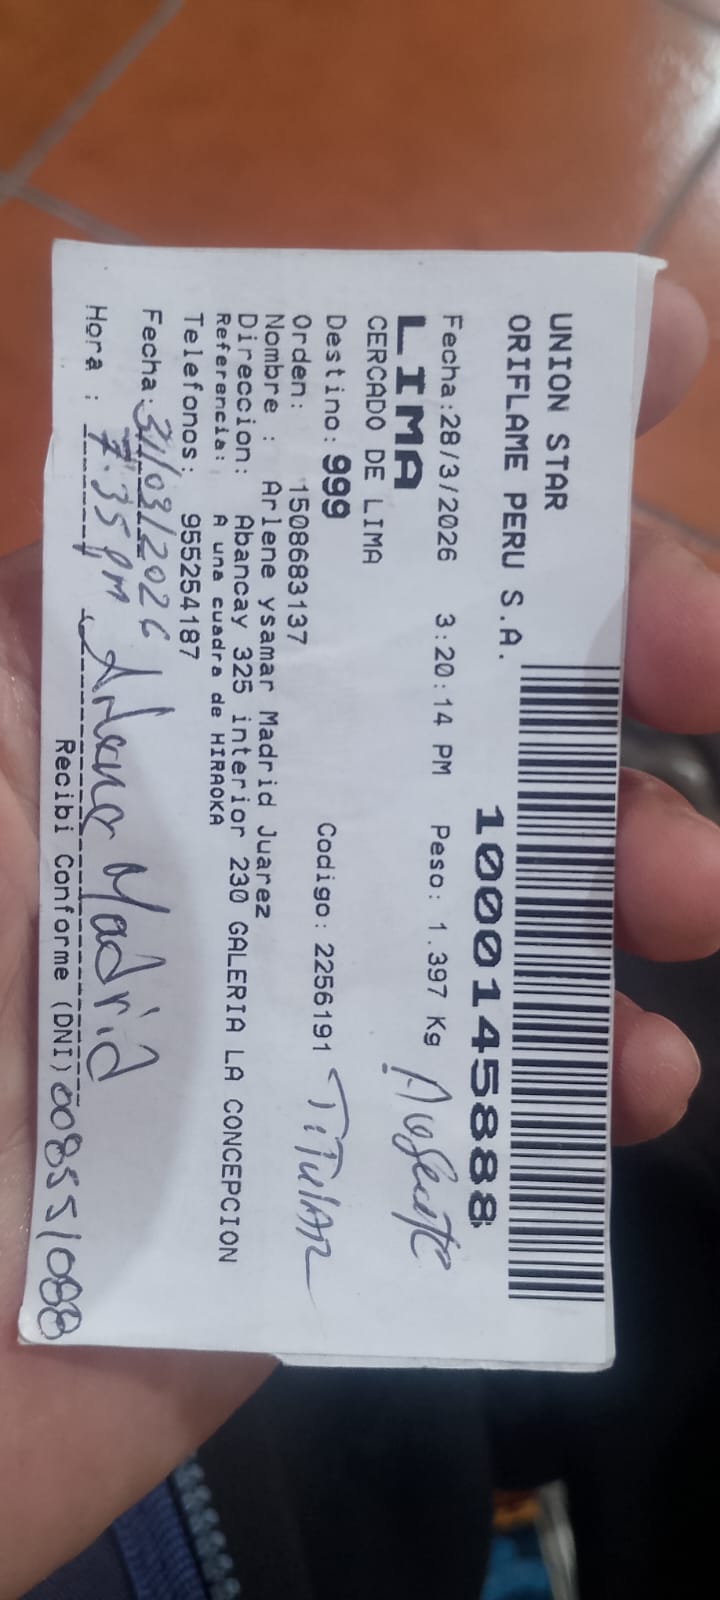 UNION STAR
ORIFLAME PERU S.A.
1000145888
Fecha:28/3/2026 3:20:14 PM Peso: 1.397 Kg
LIMA
Ausente
CERCADO DE LIMA
Destino: 999 Codigo: 2256191 TiTulAR
Orden: 1508683137
Nombre : Arlene ysamar Madrid Juarez
Direccion: Abancay 325 interior 230 GALERIA LA CONCEPCION
Referencia: A una cuadra de HIRAOKA
Telefonos: 955254187
Fecha: 31/03/2026
Hora : 7:35 pm Arlene Madrid
Recibi Conforme (DNI) 008551088